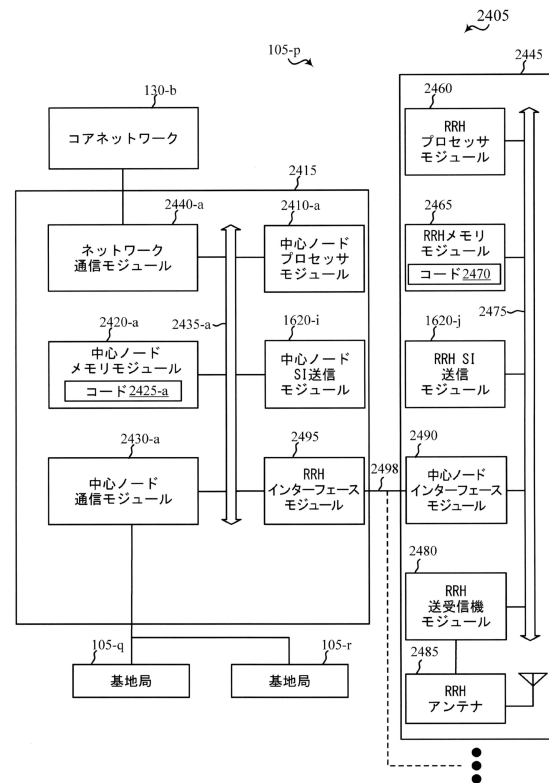 2405
105-p
2445
130-b
コアネットワーク
2415
2440-a
ネットワーク
通信モジュール
2410-a
中心ノード
プロセッサ
モジュール
2435-a
2420-a
中心ノード
メモリモジュール
コード 2425-a
1620-i
中心ノード
SI送信
モジュール
2430-a
中心ノード
通信モジュール
2495
RRH
インターフェース
モジュール
2498
105-q
基地局
105-r
基地局
2460
RRH
プロセッサ
モジュール
2465
RRHメモリ
モジュール
コード 2470
2475
1620-j
RRH SI
送信
モジュール
2490
中心ノード
インターフェース
モジュール
2480
RRH
送受信機
モジュール
2485
RRH
アンテナ